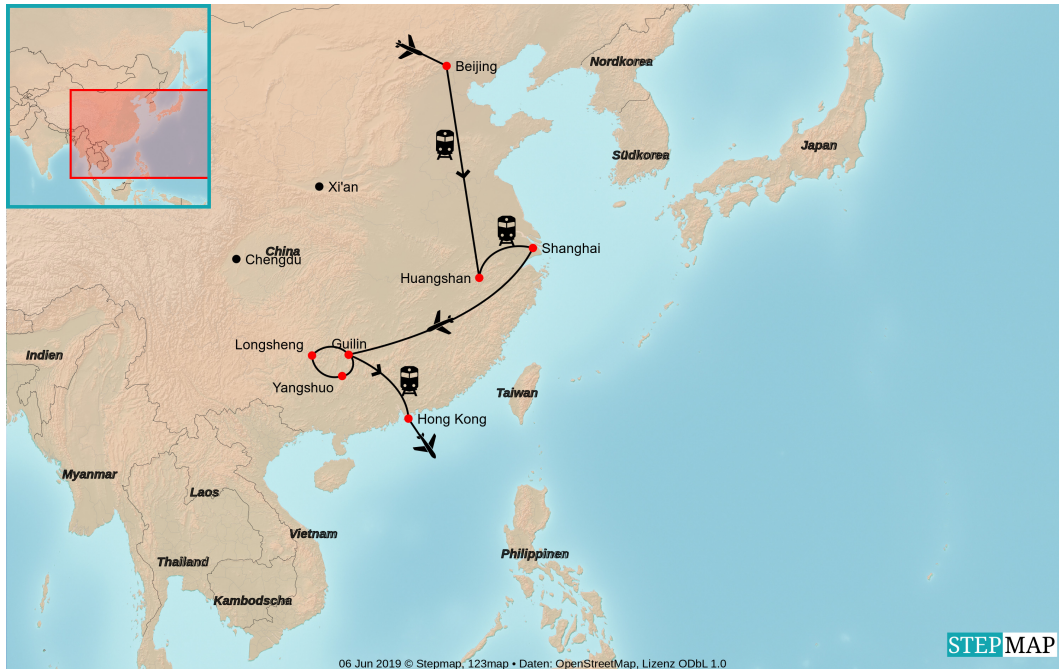 Beijing
Nordkorea
Japan
Südkorea
Xi'an
China
Chengdu
Shanghai
Huangshan
Guilin
Longsheng
Yangshuo
Indien
Taiwan
Hong Kong
Myanmar
Laos
Vietnam
Thailand
Philippinen
Kambodscha
STEPMAP
06 Jun 2019 © Stepmap, 123map • Daten: OpenStreetMap, Lizenz ODbL 1.0